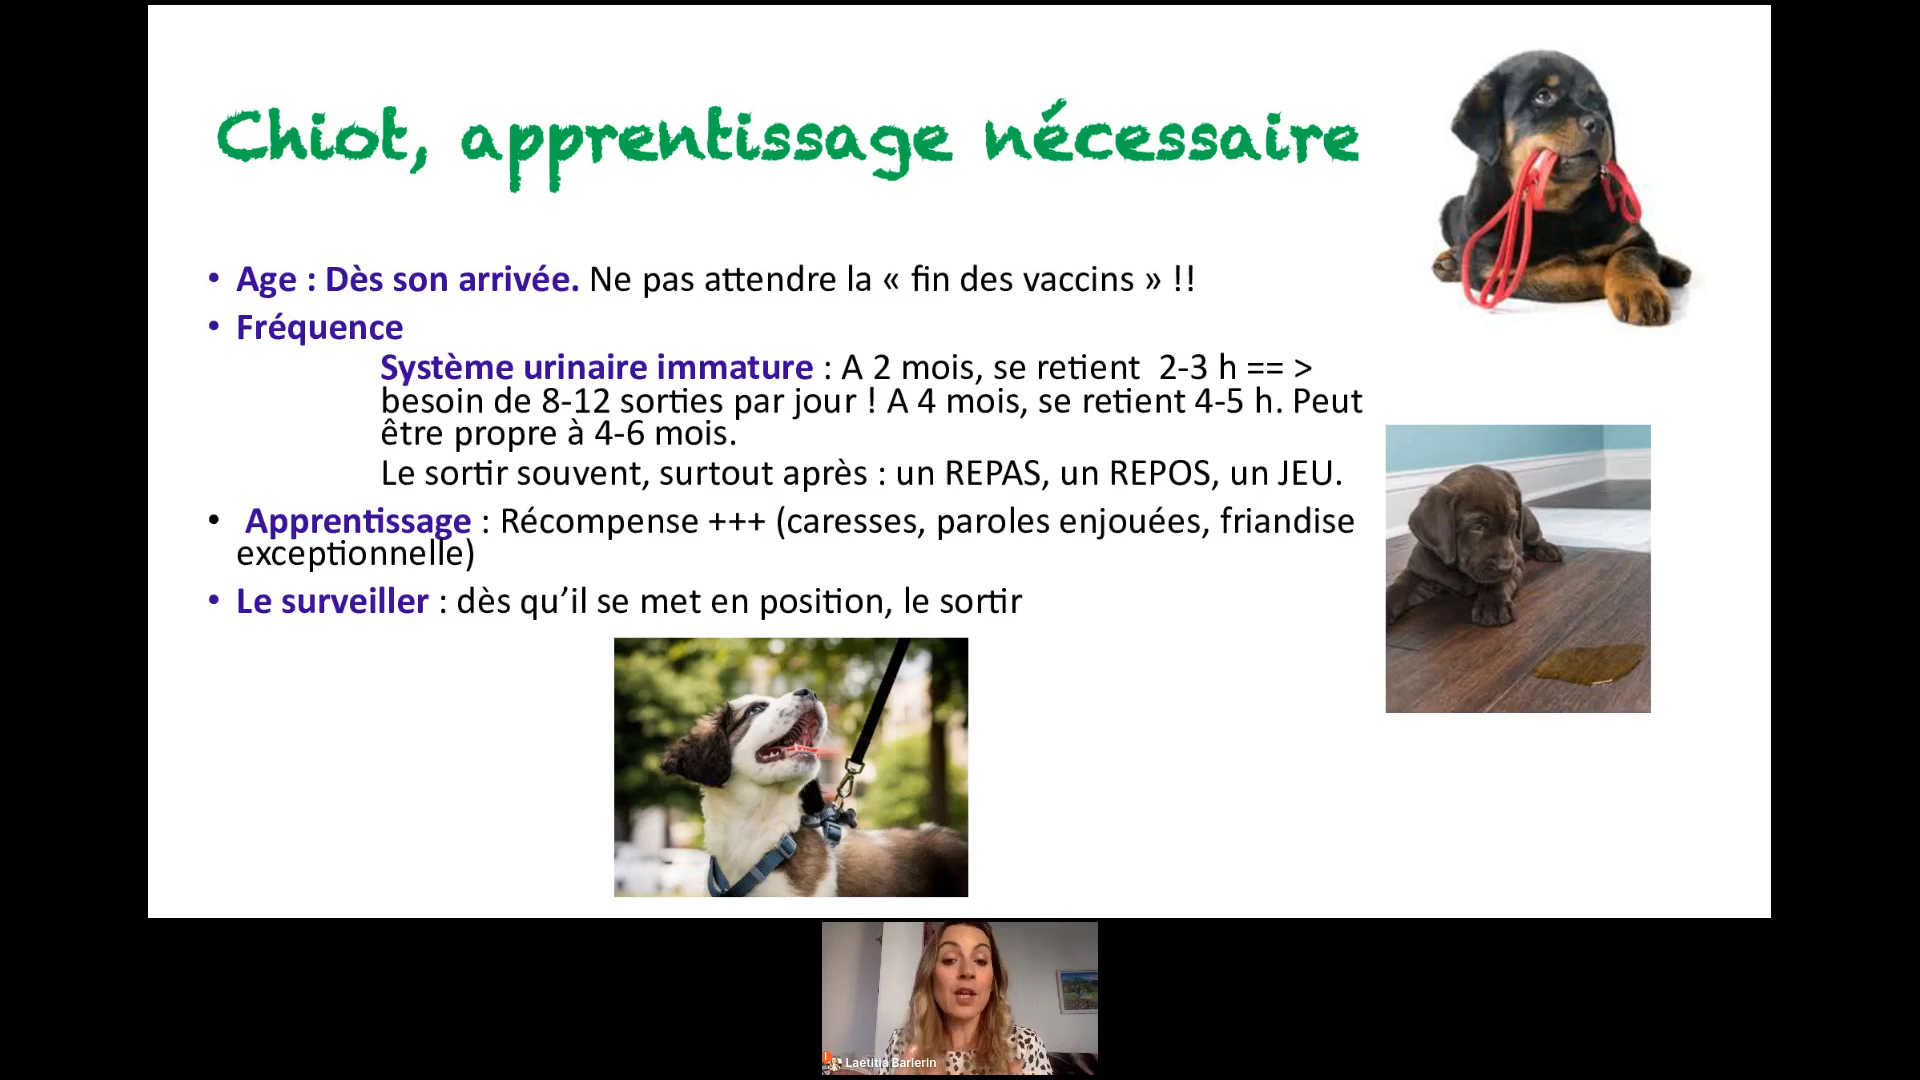 Chiot, apprentissage nécessaire
• Age : Dès son arrivée. Ne pas attendre la « fin des vaccins » !!
• Fréquence
Système urinaire immature : A 2 mois, se retient 2-3 h == >
besoin de 8-12 sorties par jour ! A 4 mois, se retient 4-5 h. Peut
être propre à 4-6 mois.
Le sortir souvent, surtout après : un REPAS, un REPOS, un JEU.
• Apprentissage : Récompense +++ (caresses, paroles enjouées, friandise
exceptionnelle)
• Le surveiller : dès qu’il se met en position, le sortir
Laetitia Barlerin